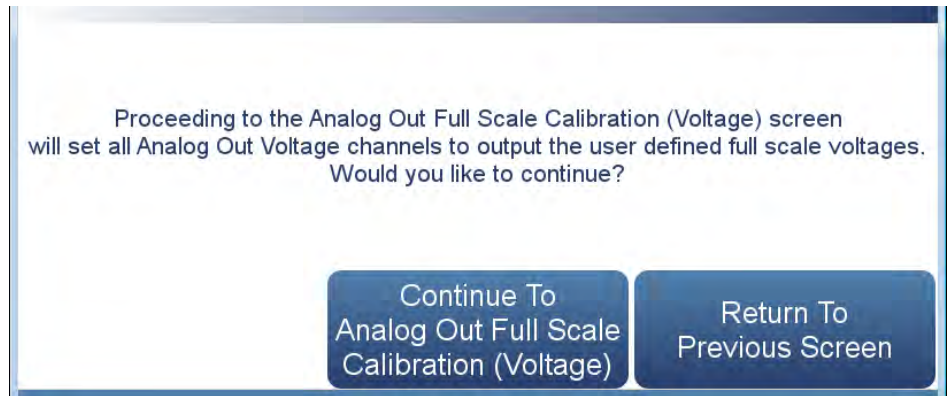 Proceeding to the Analog Out Full Scale Calibration (Voltage) screen
will set all Analog Out Voltage channels to output the user defined full scale voltages.
Would you like to continue?
Continue To
Analog Out Full Scale
Calibration (Voltage)
Return To
Previous Screen